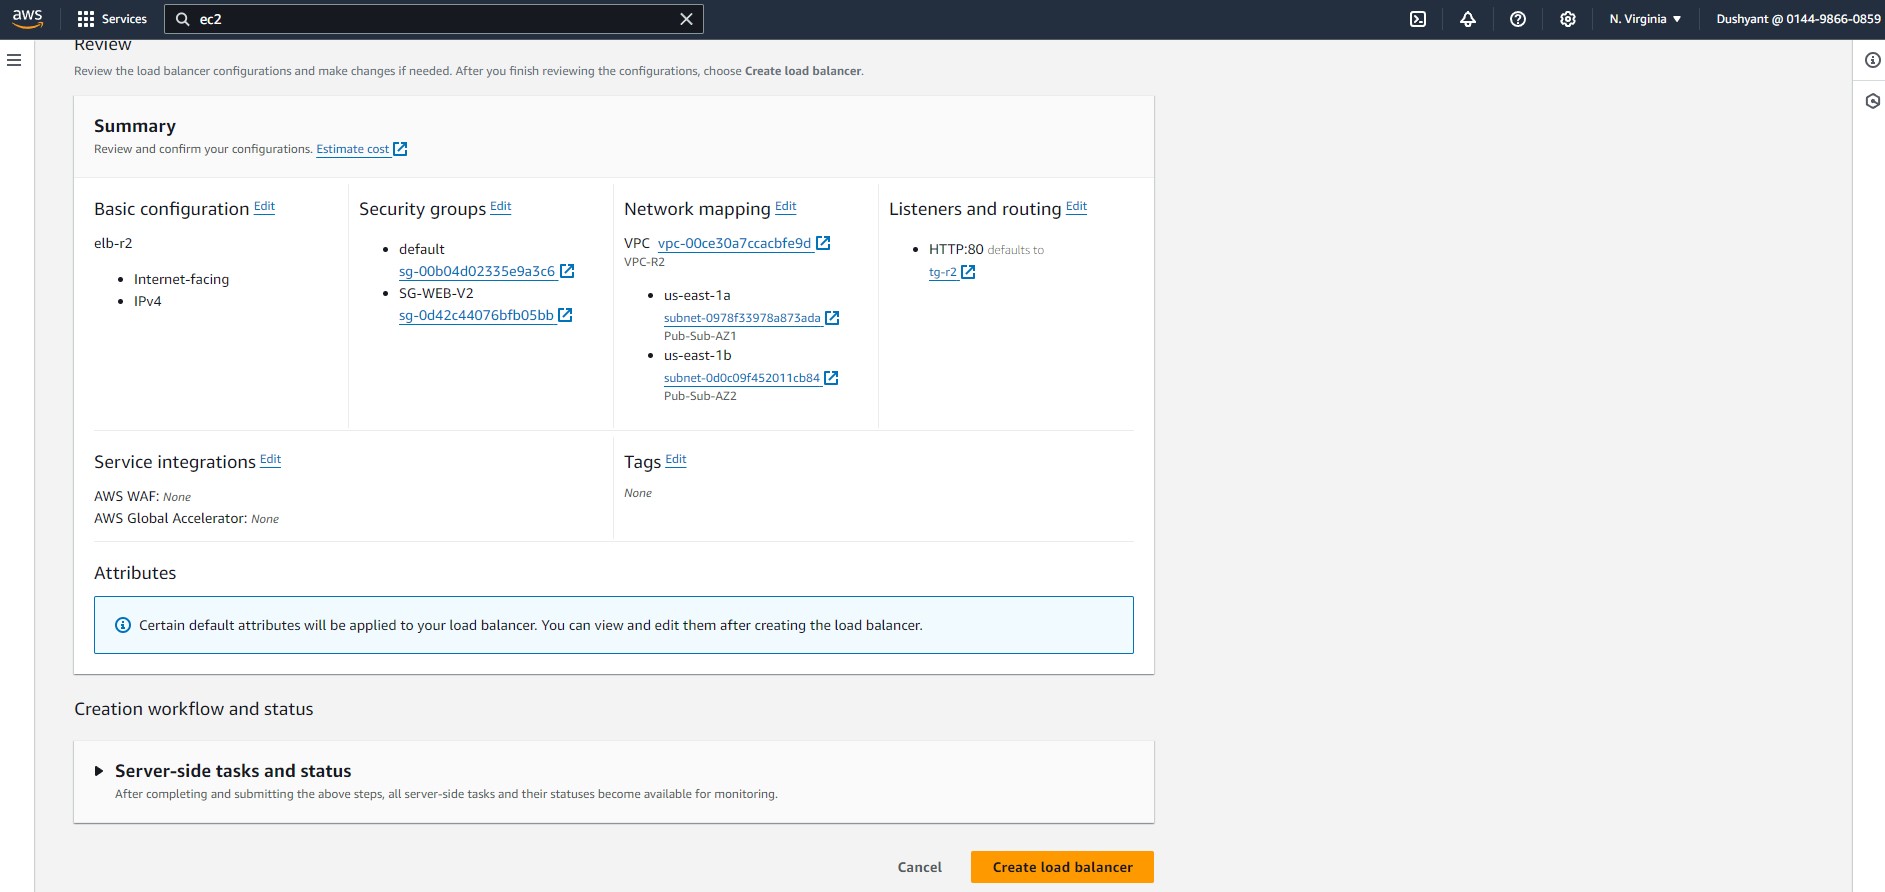 aws
Services
ec2
N. Virginia
Dushyant @ 0144-9866-0859
Review
Review the load balancer configurations and make changes if needed. After you finish reviewing the configurations, choose Create load balancer.
Summary
Review and confirm your configurations. Estimate cost
Basic configuration Edit
elb-r2
Internet-facing
IPv4
Security groups Edit
default
sg-00b04d02335e9a3c6
SG-WEB-V2
sg-0d42c44076bfb05bb
Network mapping Edit
VPC vpc-00ce30a7ccacbfe9d
VPC-R2
us-east-1a
subnet-0978f33978a873ada
Pub-Sub-AZ1
us-east-1b
subnet-0d0c09f452011cb84
Pub-Sub-AZ2
Listeners and routing Edit
HTTP:80 defaults to
tg-r2
Service integrations Edit
AWS WAF: None
AWS Global Accelerator: None
Tags Edit
None
Attributes
Certain default attributes will be applied to your load balancer. You can view and edit them after creating the load balancer.
Creation workflow and status
Server-side tasks and status
After completing and submitting the above steps, all server-side tasks and their statuses become available for monitoring.
Cancel
Create load balancer